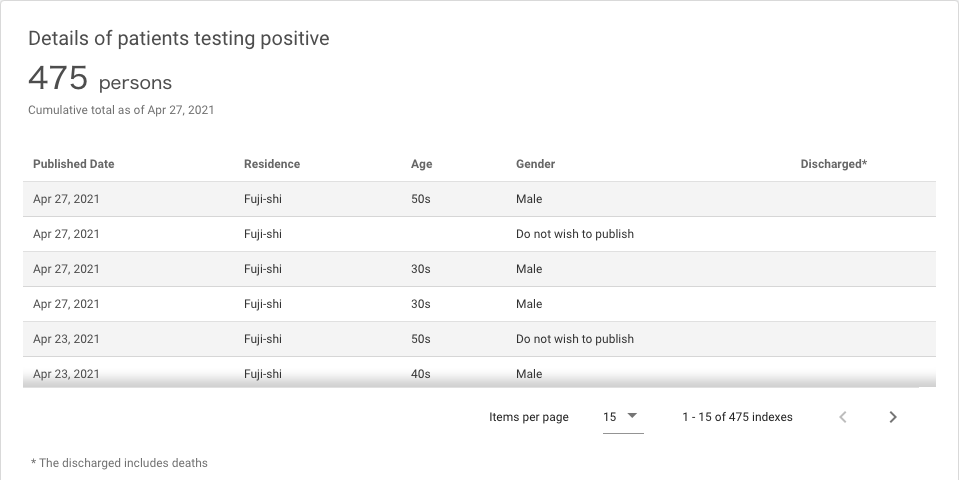 Details of patients testing positive
475 persons
Cumulative total as of Apr 27, 2021
Published Date Residence Age Gender Discharged*
Apr 27, 2021 Fuji-shi 50s Male
Apr 27, 2021 Fuji-shi Do not wish to publish
Apr 27, 2021 Fuji-shi 30s Male
Apr 27, 2021 Fuji-shi 30s Male
Apr 23, 2021 Fuji-shi 50s Do not wish to publish
Apr 23, 2021 Fuji-shi 40s Male
Items per page 15 1 - 15 of 475 indexes
* The discharged includes deaths